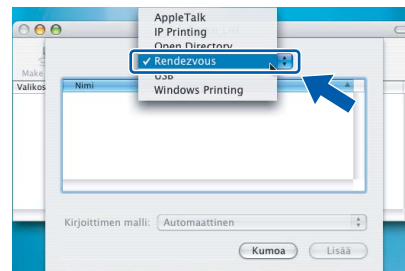 AppleTalk
IP Printing
Open Directory
✓ Rendezvous
USB
Windows Printing
Make
Valikos
Nimi
Kirjoittimen malli: Automaattinen
Kumoa Lisää